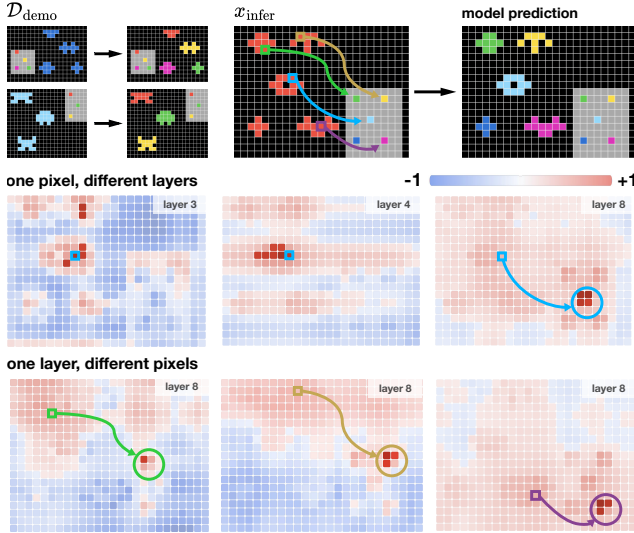 𝒟demo
xinfer
model prediction
one pixel, different layers
-1
+1
layer 3
layer 4
layer 8
one layer, different pixels
layer 8
layer 8
layer 8